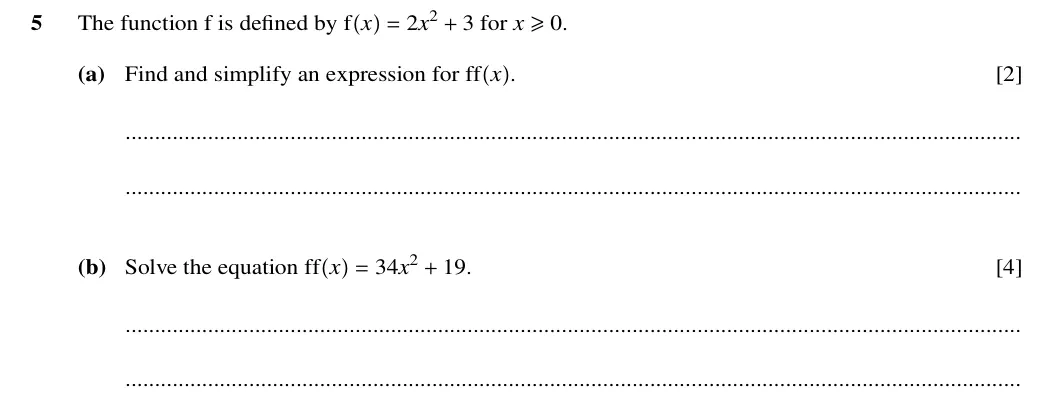 5 The function f is defined by f(x) = 2x² + 3 for x ⩾ 0.
(a) Find and simplify an expression for ff(x). [2]
(b) Solve the equation ff(x) = 34x² + 19. [4]